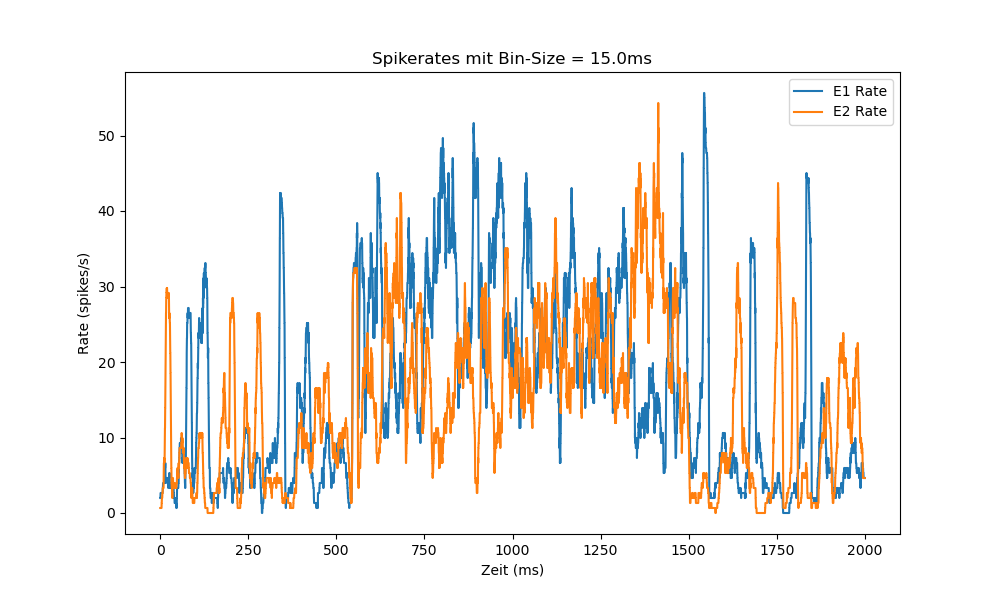 Spikerates mit Bin-Size = 15.0ms
E1 Rate
E2 Rate
Rate (spikes/s)
50
40
30
20
10
0
0 250 500 750 1000 1250 1500 1750 2000
Zeit (ms)